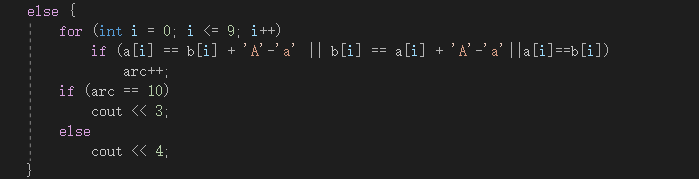 else {
for (int i = 0; i <= 9; i++)
if (a[i] == b[i] + 'A'-'a' || b[i] == a[i] + 'A'-'a'||a[i]==b[i])
arc++;
if (arc == 10)
cout << 3;
else
cout << 4;
}